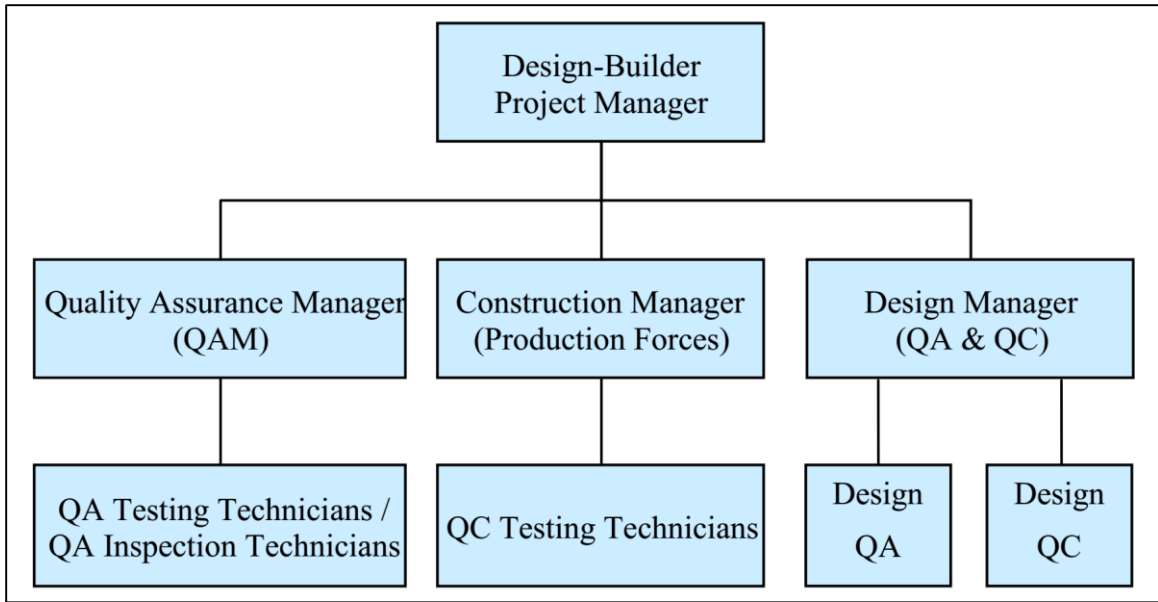 Design-Builder
Project Manager
Quality Assurance Manager
(QAM)
Construction Manager
(Production Forces)
Design Manager
(QA & QC)
QA Testing Technicians /
QA Inspection Technicians
QC Testing Technicians
Design
QA
Design
QC